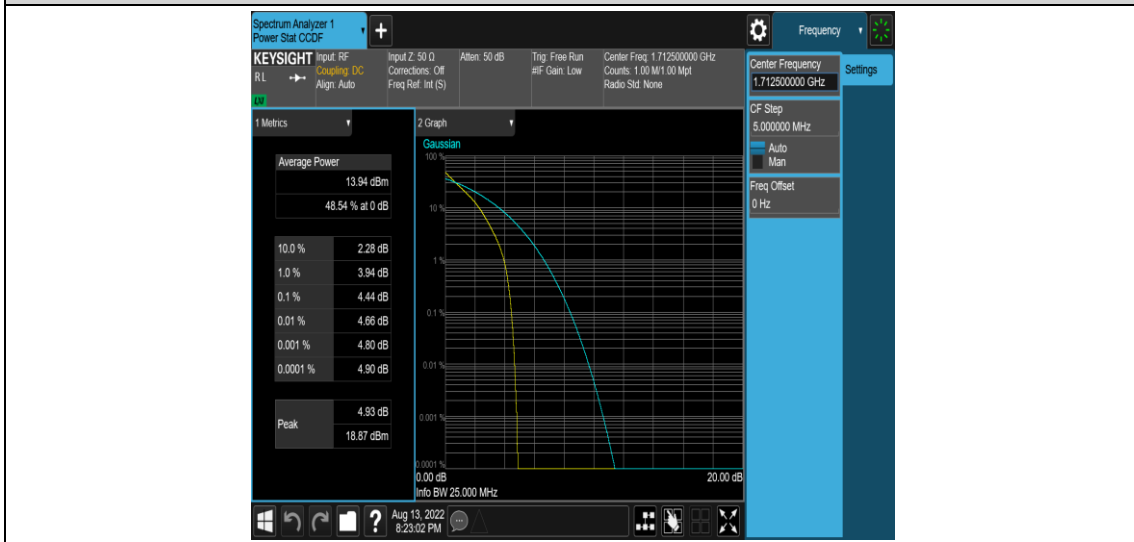 Spectrum Analyzer 1
Power Stat CCDF
+
Frequency
KEYSIGHT
RL
LXI
Input: RF
Coupling: DC
Align: Auto
Input Z: 50 Ω
Corrections: Off
Freq Ref: Int (S)
Atten: 50 dB
Trig: Free Run
#IF Gain: Low
Center Freq: 1.712500000 GHz
Counts: 1.00 M/1.00 Mpt
Radio Std: None
Center Frequency
1.712500000 GHz
Settings
CF Step
5.000000 MHz
Auto
Man
Freq Offset
0 Hz
1 Metrics
Average Power
13.94 dBm
48.54 % at 0 dB
10.0 % 2.28 dB
1.0 % 3.94 dB
0.1 % 4.44 dB
0.01 % 4.66 dB
0.001 % 4.80 dB
0.0001 % 4.90 dB
Peak
4.93 dB
18.87 dBm
2 Graph
Gaussian
100 %
10 %
1 %
0.1 %
0.01 %
0.001 %
0.0001 %
0.00 dB 20.00 dB
Info BW 25.000 MHz
?
Aug 13, 2022
8:23:02 PM